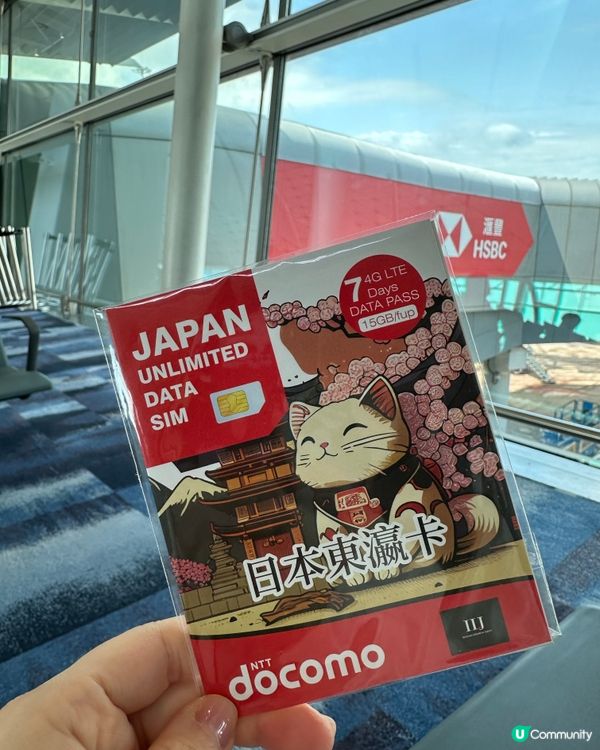 滙豐
HSBC
7 4G LTE
Days
DATA PASS
15GB/fup
JAPAN
UNLIMITED
DATA
SIM
日本東瀛卡
IIJ
NTT
docomo
U Community